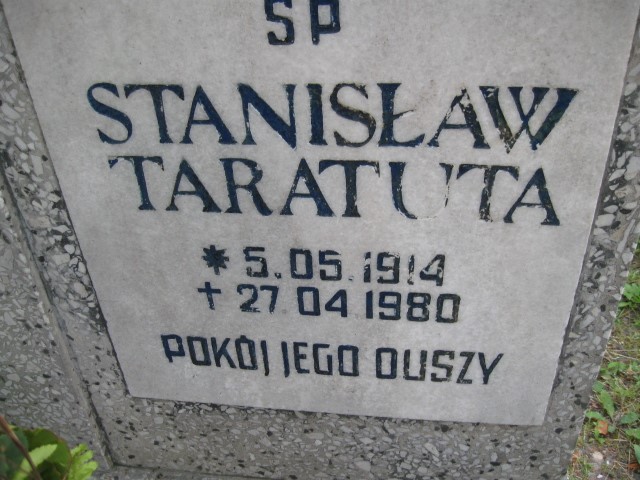 SP
STANISŁAW
TARATUTA
* 5.05.1914
† 27 04 1980
POKÓJ JEGO DUSZY